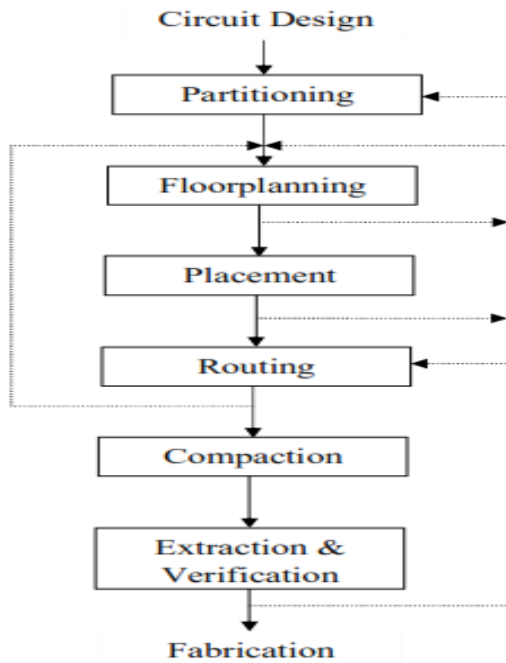 Circuit Design
Partitioning
Floorplanning
Placement
Routing
Compaction
Extraction &
Verification
Fabrication